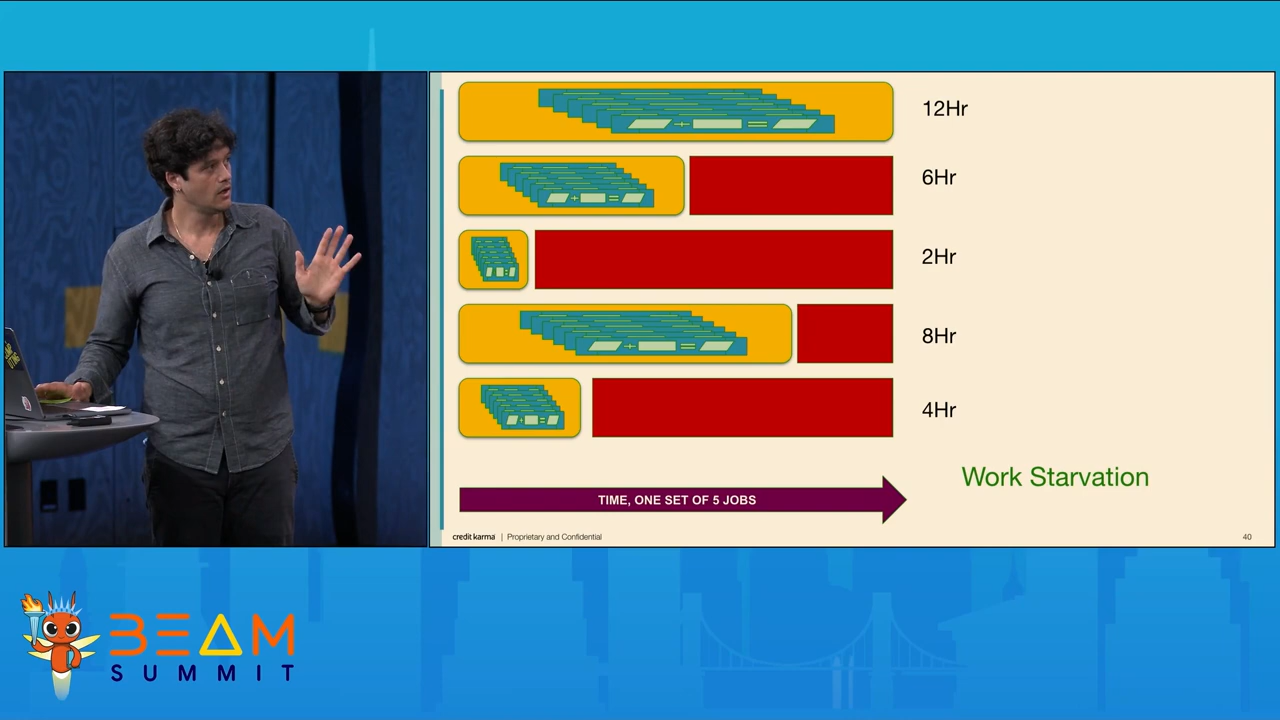 12Hr
6Hr
2Hr
8Hr
4Hr
Work Starvation
TIME, ONE SET OF 5 JOBS
credit karma | Proprietary and Confidential
40
BEAM
SUMMIT